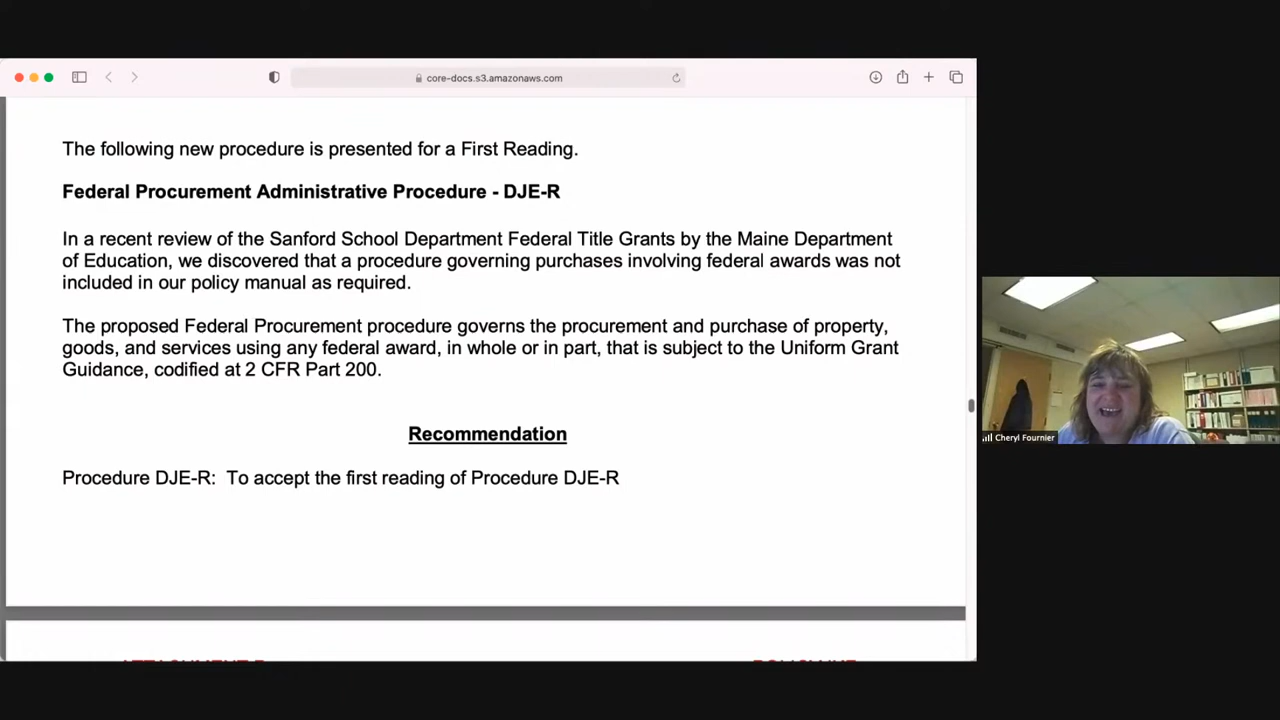 core-docs.s3.amazonaws.com
The following new procedure is presented for a First Reading.
Federal Procurement Administrative Procedure - DJE-R
In a recent review of the Sanford School Department Federal Title Grants by the Maine Department
of Education, we discovered that a procedure governing purchases involving federal awards was not
included in our policy manual as required.
The proposed Federal Procurement procedure governs the procurement and purchase of property,
goods, and services using any federal award, in whole or in part, that is subject to the Uniform Grant
Guidance, codified at 2 CFR Part 200.
Cheryl Fournier
Recommendation
Procedure DJE-R: To accept the first reading of Procedure DJE-R